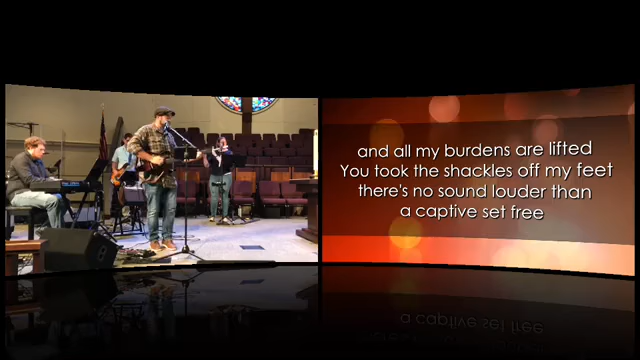 and all my burdens are lifted
You took the shackles off my feet
there's no sound louder than
a captive set free